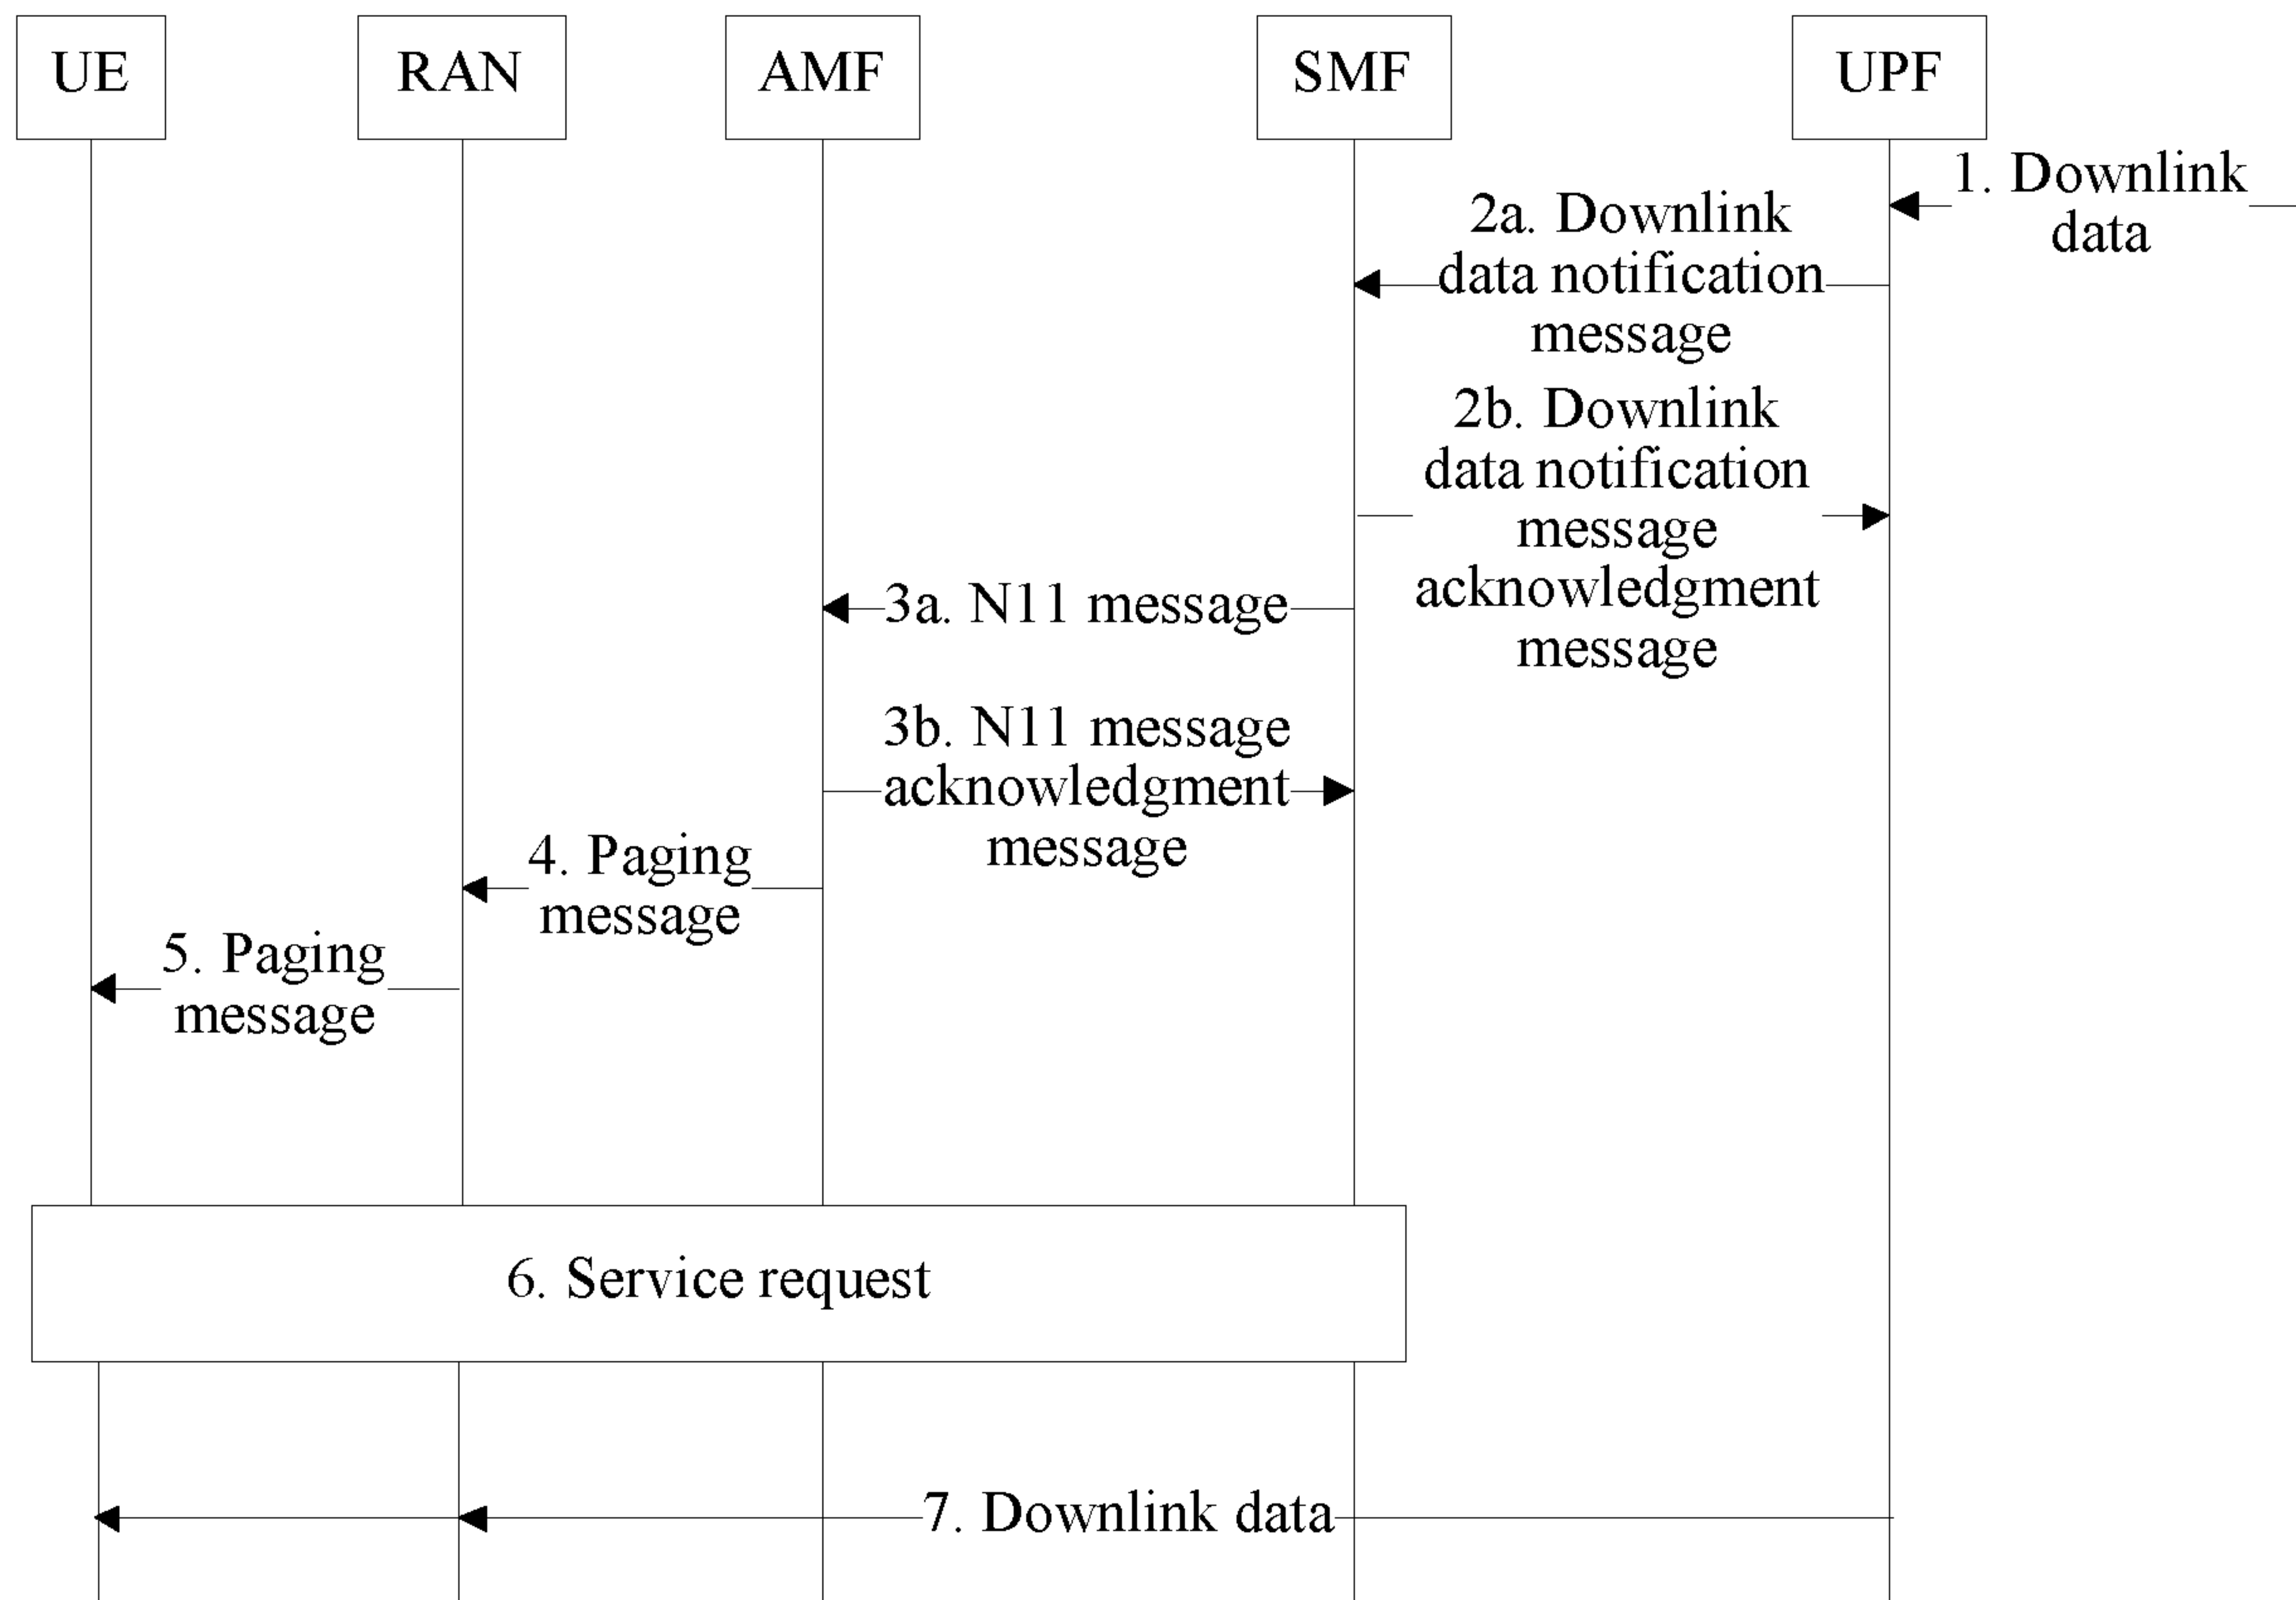 UE
RAN
AMF
SMF
UPF
1. Downlink
data
2a. Downlink
data notification
message
2b. Downlink
data notification
message
acknowledgment
message
3a. N11 message
3b. N11 message
acknowledgment
message
4. Paging
message
5. Paging
message
6. Service request
7. Downlink data